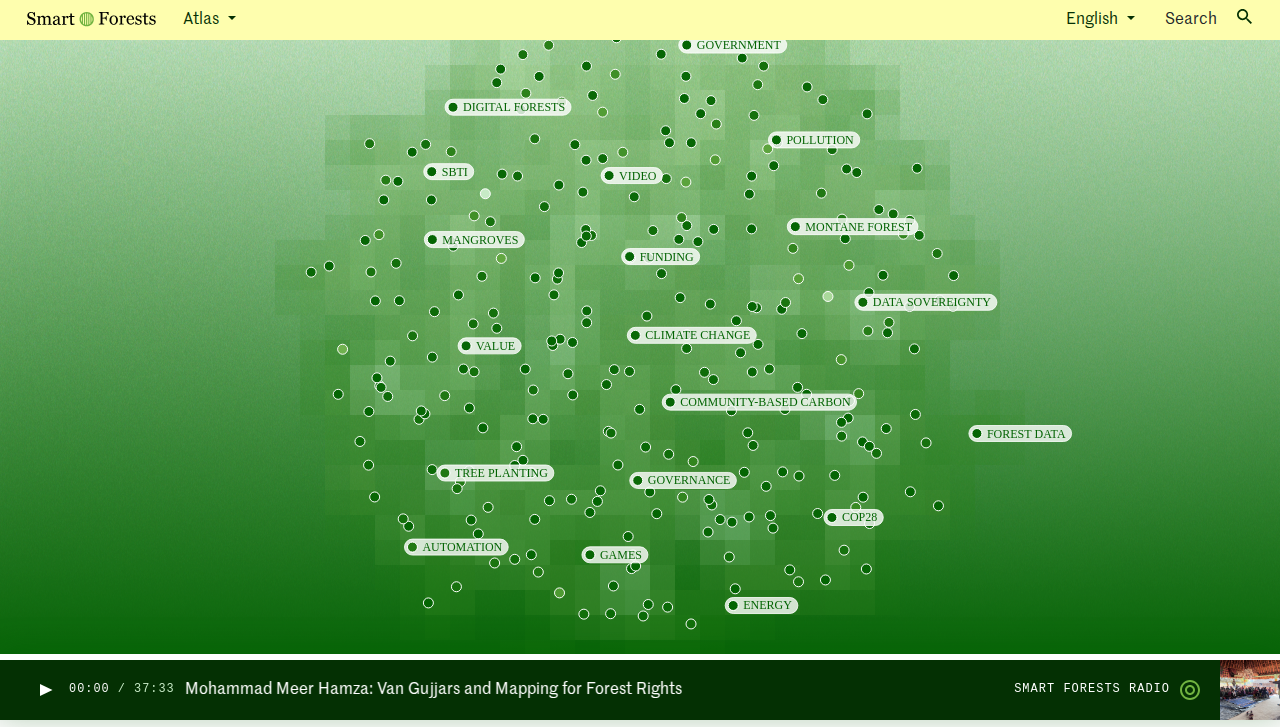 Smart Forests Atlas English Search
GOVERNMENT
DIGITAL FORESTS
POLLUTION
SBTI
VIDEO
MONTANE FOREST
MANGROVES
FUNDING
DATA SOVEREIGNTY
CLIMATE CHANGE
VALUE
COMMUNITY-BASED CARBON
FOREST DATA
TREE PLANTING
GOVERNANCE
COP28
AUTOMATION
GAMES
ENERGY
00:00 / 37:33 Mohammad Meer Hamza: Van Gujjars and Mapping for Forest Rights SMART FORESTS RADIO